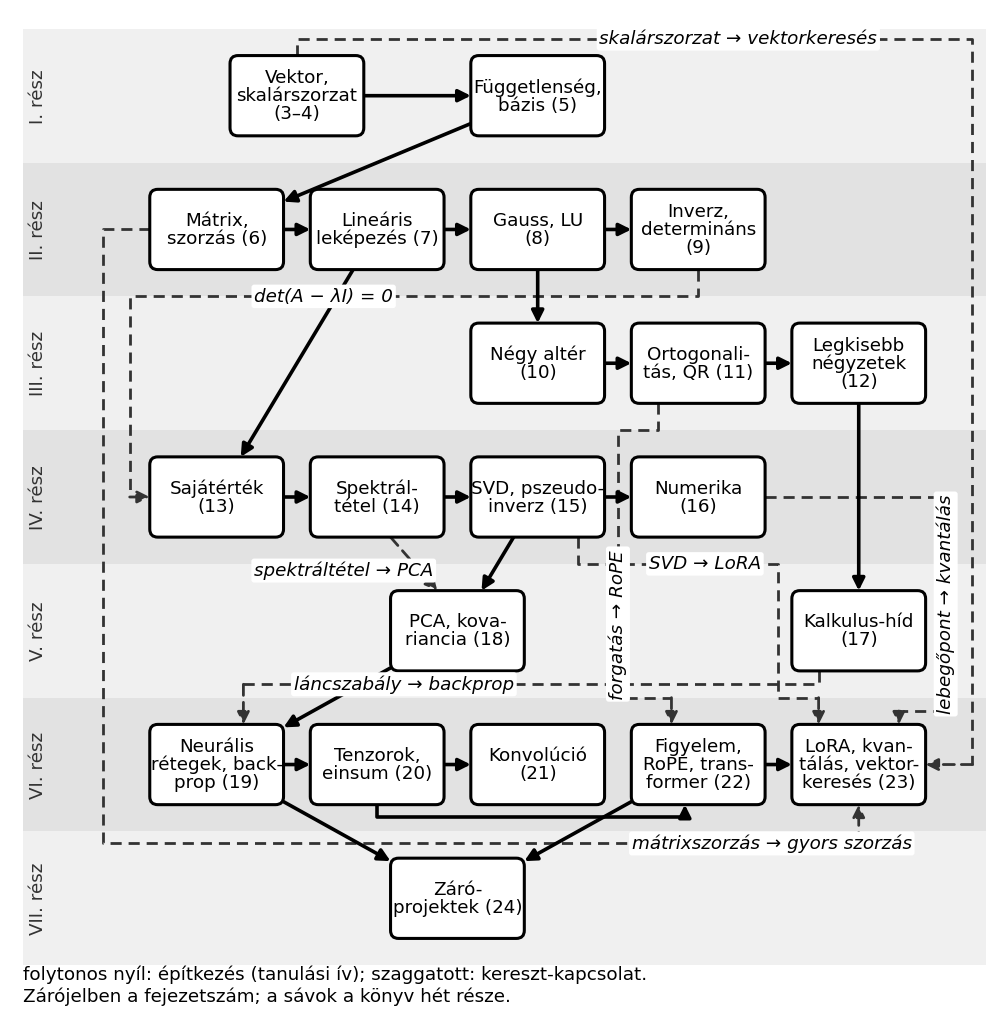 skalárszorzat → vektorkeresés
I. rész
Vektor,
skalárszorzat
(3–4)
Függetlenség,
bázis (5)
II. rész
Mátrix,
szorzás (6)
Lineáris
leképezés (7)
Gauss, LU
(8)
Inverz,
determináns
(9)
det(A − λI) = 0
III. rész
Négy altér
(10)
Ortogonali-
tás, QR (11)
Legkisebb
négyzetek
(12)
IV. rész
Sajátérték
(13)
Spektrál-
tétel (14)
SVD, pszeudo-
inverz (15)
Numerika
(16)
spektráltétel → PCA
SVD → LoRA
forgatás → RoPE
lebegőpont → kvantálás
V. rész
PCA, kova-
riancia (18)
Kalkulus-híd
(17)
láncszabály → backprop
VI. rész
Neurális
rétegek, back-
prop (19)
Tenzorok,
einsum (20)
Konvolúció
(21)
Figyelem,
RoPE, trans-
former (22)
LoRA, kvan-
tálás, vektor-
keresés (23)
mátrixszorzás → gyors szorzás
VII. rész
Záró-
projektek (24)
folytonos nyíl: építkezés (tanulási ív); szaggatott: kereszt-kapcsolat.
Zárójelben a fejezetszám; a sávok a könyv hét része.